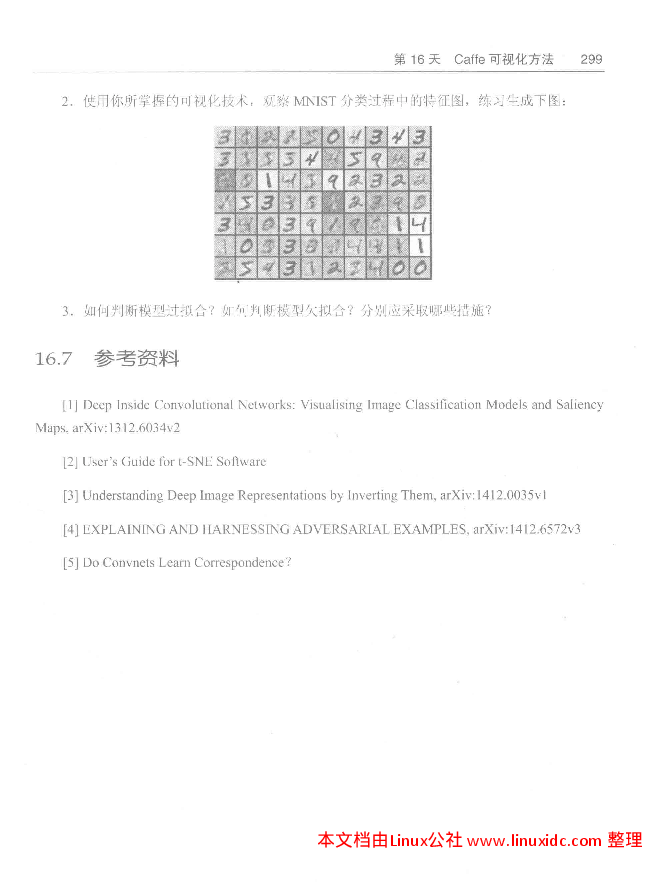 第 16 天 Caffe 可视化方法 299
2. 使用你所掌握的可视化技术,观察 MNIST 分类过程中的特征图,练习生成下图:
3. 如何判断模型过拟合?如何判断模型欠拟合?分别应采取哪些措施?
16.7 参考资料
[1] Deep Inside Convolutional Networks: Visualising Image Classification Models and Saliency
Maps, arXiv:1312.6034v2
[2] User's Guide for t-SNE Software
[3] Understanding Deep Image Representations by Inverting Them, arXiv:1412.0035v1
[4] EXPLAINING AND HARNESSING ADVERSARIAL EXAMPLES, arXiv:1412.6572v3
[5] Do Convnets Learn Correspondence?
本文档由Linux公社 www.linuxidc.com 整理